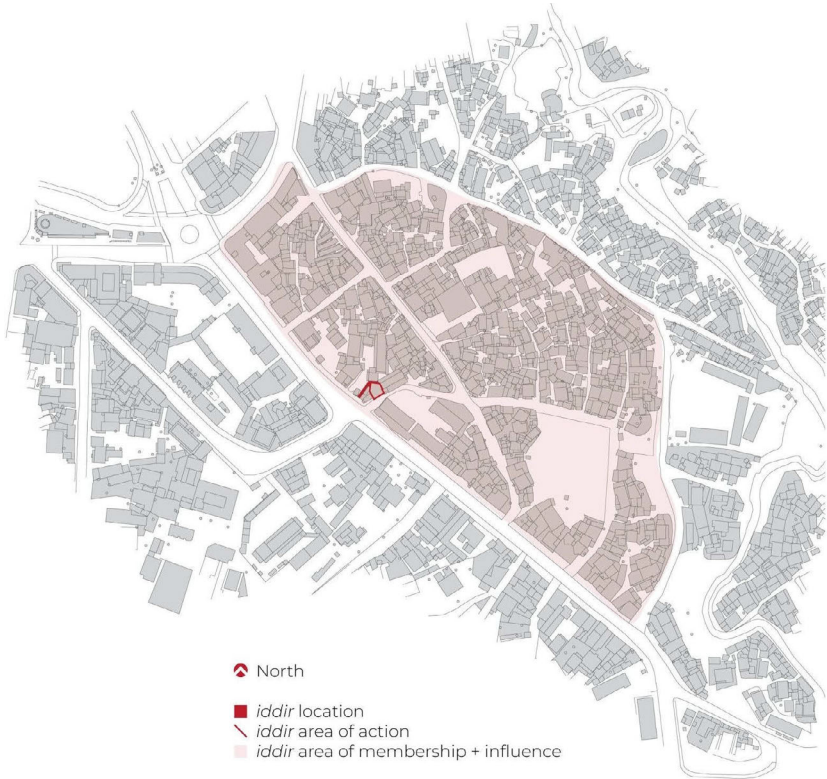 North
iddir location
iddir area of action
iddir area of membership + influence